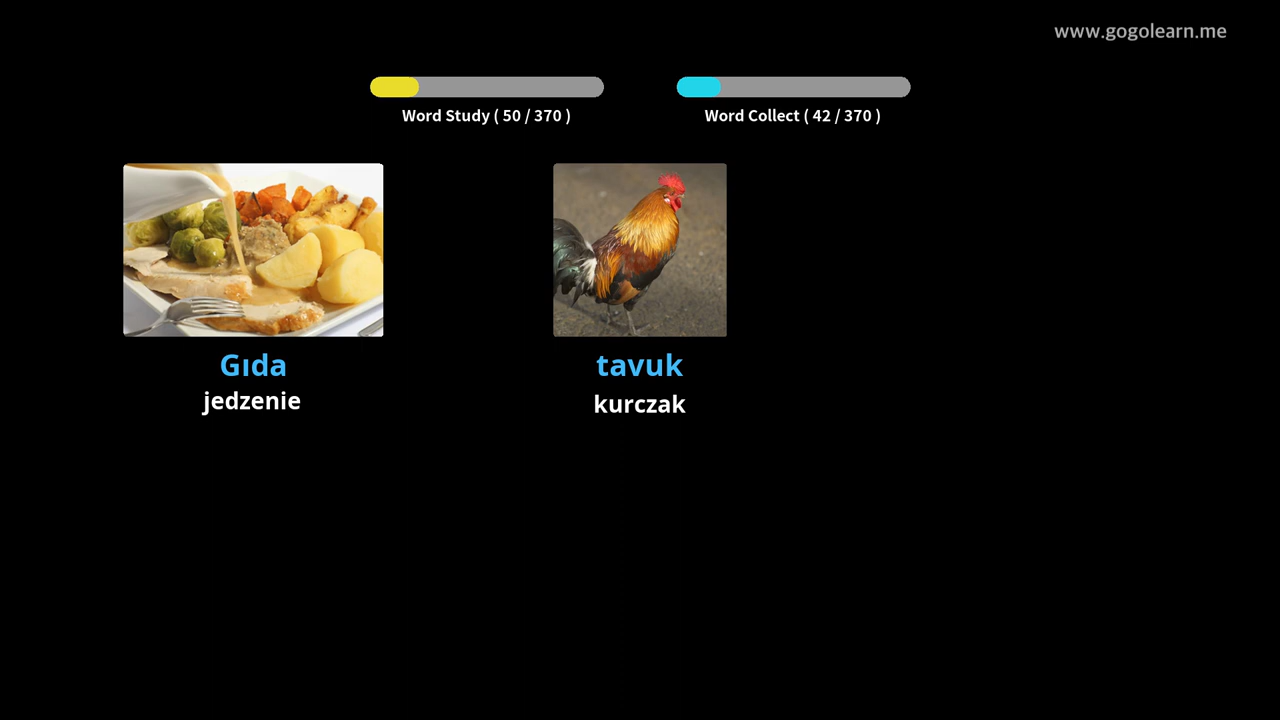 www.gogolearn.me
Word Study ( 50 / 370 )
Word Collect ( 42 / 370 )
Gıda
jedzenie
tavuk
kurczak